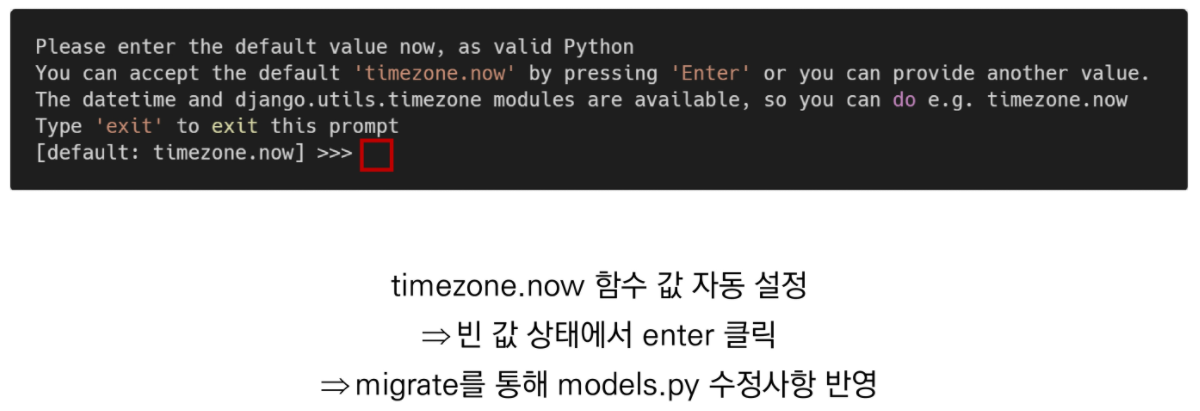 Please enter the default value now, as valid Python
You can accept the default 'timezone.now' by pressing 'Enter' or you can provide another value.
The datetime and django.utils.timezone modules are available, so you can do e.g. timezone.now
Type 'exit' to exit this prompt
[default: timezone.now] >>>
timezone.now 함수 값 자동 설정
⇒ 빈 값 상태에서 enter 클릭
⇒ migrate를 통해 models.py 수정사항 반영